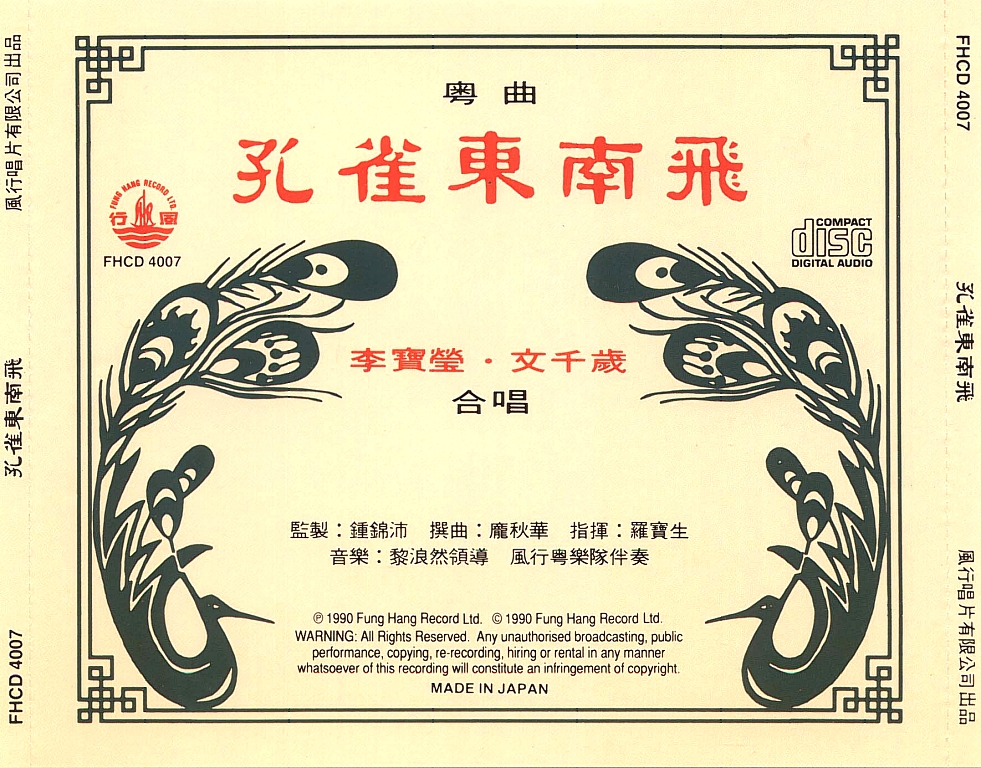 粵曲
孔雀東南飛
FUNG HANG RECORD LTD.
行風
FHCD 4007
COMPACT
disc
DIGITAL AUDIO
李寶瑩·文千歲
合唱
監製：鍾錦沛 撰曲：龐秋華 指揮：羅寶生
音樂：黎浪然領導 風行粵樂隊伴奏
℗ 1990 Fung Hang Record Ltd. © 1990 Fung Hang Record Ltd.
WARNING: All Rights Reserved. Any unauthorised broadcasting, public
performance, copying, re-recording, hiring or rental in any manner
whatsoever of this recording will constitute an infringement of copyright.
MADE IN JAPAN
風行唱片有限公司出品
孔雀東南飛
FHCD 4007
FHCD 4007
孔雀東南飛
風行唱片有限公司出品